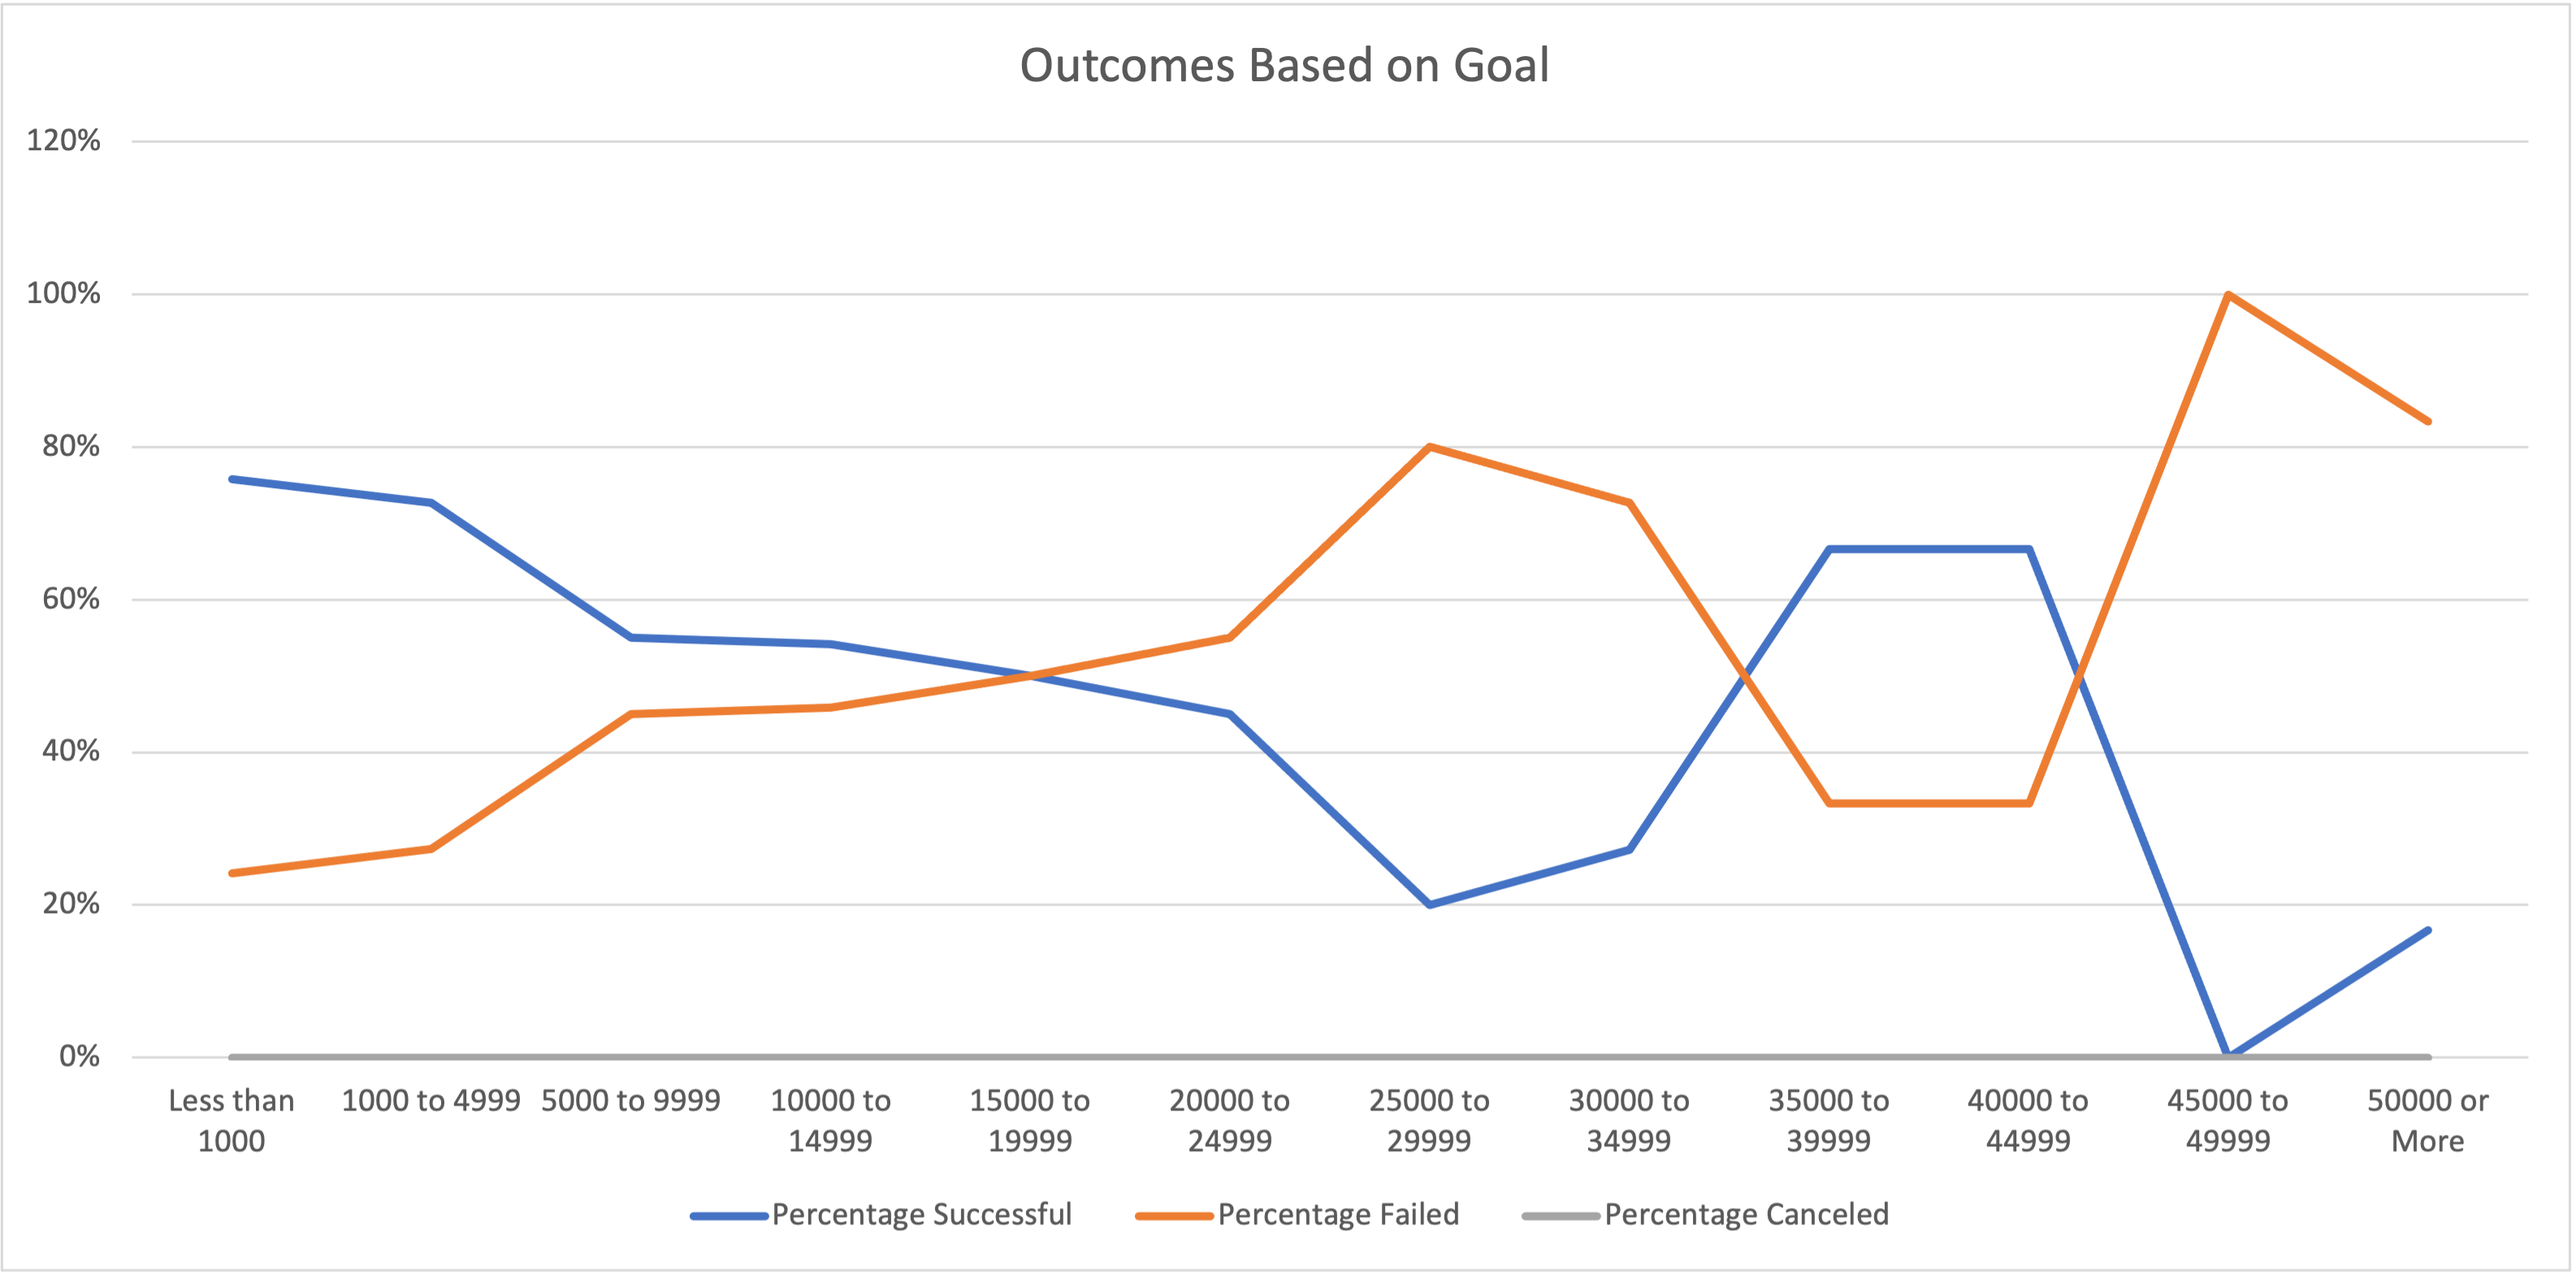 Outcomes Based on Goal
120%
100%
80%
60%
40%
20%
0%
Less than
1000
1000 to 4999
5000 to 9999
10000 to
14999
15000 to
19999
20000 to
24999
25000 to
29999
30000 to
34999
35000 to
39999
40000 to
44999
45000 to
49999
50000 or
More
Percentage Successful
Percentage Failed
Percentage Canceled